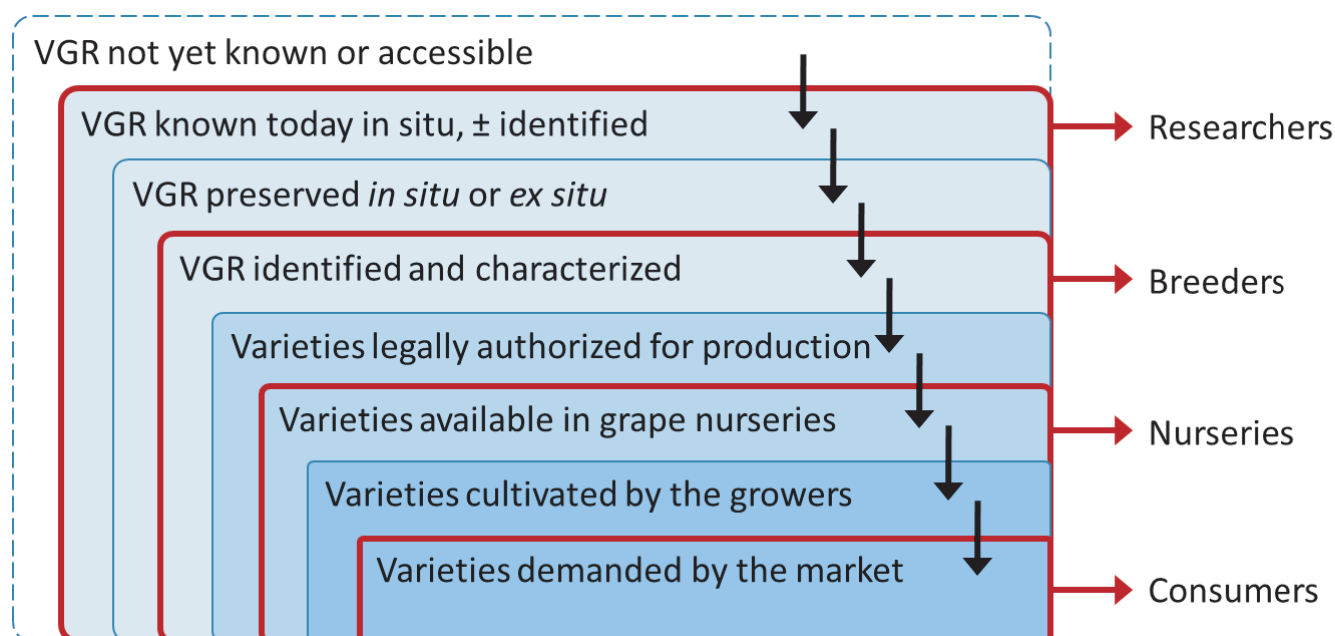 VGR not yet known or accessible
VGR known today in situ, ± identified
Researchers
VGR preserved in situ or ex situ
VGR identified and characterized
Breeders
Varieties legally authorized for production
Varieties available in grape nurseries
Nurseries
Varieties cultivated by the growers
Varieties demanded by the market
Consumers